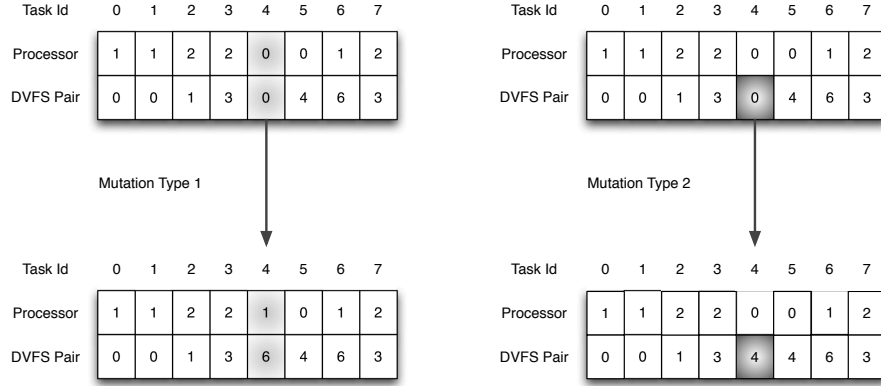 Task Id 0 1 2 3 4 5 6 7
Processor 1 1 2 2 0 0 1 2
DVFS Pair 0 0 1 3 0 4 6 3
Mutation Type 1
Task Id 0 1 2 3 4 5 6 7
Processor 1 1 2 2 1 0 1 2
DVFS Pair 0 0 1 3 6 4 6 3
Task Id 0 1 2 3 4 5 6 7
Processor 1 1 2 2 0 0 1 2
DVFS Pair 0 0 1 3 0 4 6 3
Mutation Type 2
Task Id 0 1 2 3 4 5 6 7
Processor 1 1 2 2 0 0 1 2
DVFS Pair 0 0 1 3 4 4 6 3